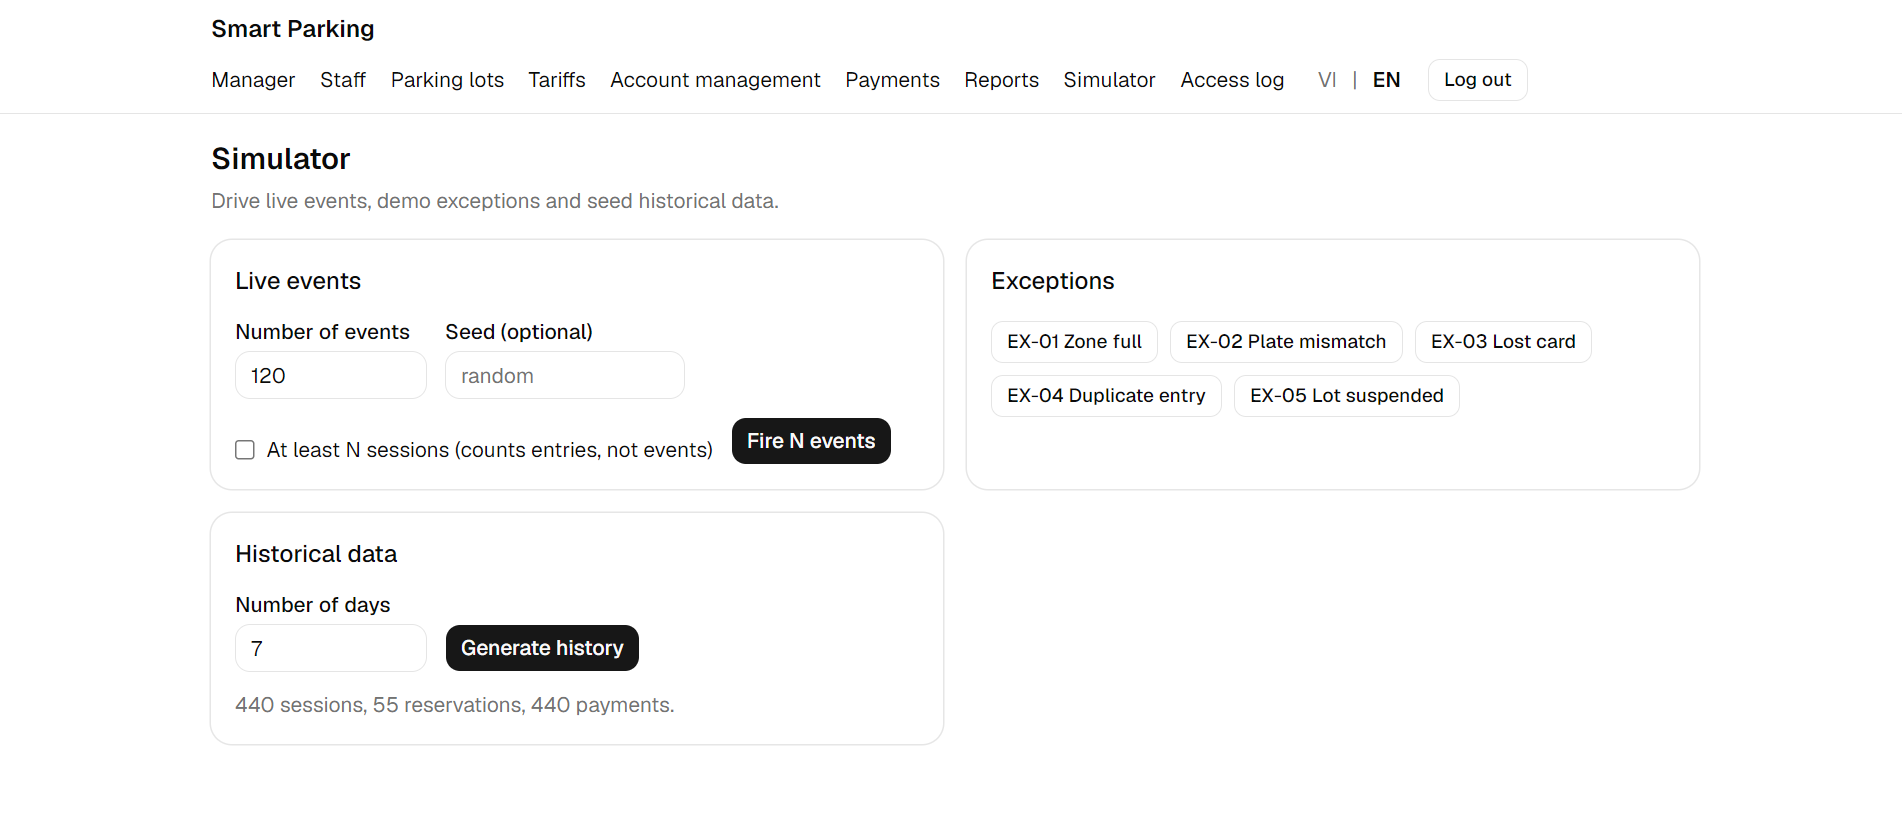 Smart Parking
Manager Staff Parking lots Tariffs Account management Payments Reports Simulator Access log VI | EN Log out
Simulator
Drive live events, demo exceptions and seed historical data.
Live events
Number of events Seed (optional)
120 random
At least N sessions (counts entries, not events) Fire N events
Exceptions
EX-01 Zone full EX-02 Plate mismatch EX-03 Lost card
EX-04 Duplicate entry EX-05 Lot suspended
Historical data
Number of days
7 Generate history
440 sessions, 55 reservations, 440 payments.